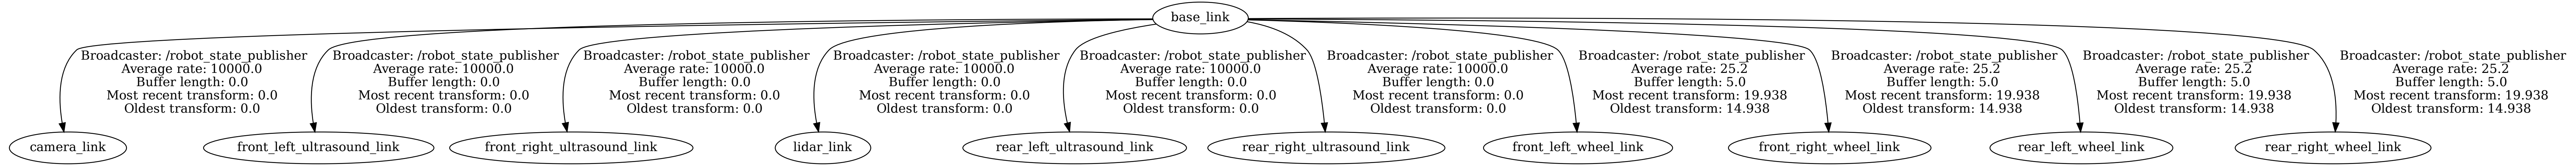 base_link
Broadcaster: /robot_state_publisher
Average rate: 10000.0
Buffer length: 0.0
Most recent transform: 0.0
Oldest transform: 0.0
Broadcaster: /robot_state_publisher
Average rate: 10000.0
Buffer length: 0.0
Most recent transform: 0.0
Oldest transform: 0.0
Broadcaster: /robot_state_publisher
Average rate: 10000.0
Buffer length: 0.0
Most recent transform: 0.0
Oldest transform: 0.0
Broadcaster: /robot_state_publisher
Average rate: 10000.0
Buffer length: 0.0
Most recent transform: 0.0
Oldest transform: 0.0
Broadcaster: /robot_state_publisher
Average rate: 10000.0
Buffer length: 0.0
Most recent transform: 0.0
Oldest transform: 0.0
Broadcaster: /robot_state_publisher
Average rate: 10000.0
Buffer length: 0.0
Most recent transform: 0.0
Oldest transform: 0.0
Broadcaster: /robot_state_publisher
Average rate: 25.2
Buffer length: 5.0
Most recent transform: 19.938
Oldest transform: 14.938
Broadcaster: /robot_state_publisher
Average rate: 25.2
Buffer length: 5.0
Most recent transform: 19.938
Oldest transform: 14.938
Broadcaster: /robot_state_publisher
Average rate: 25.2
Buffer length: 5.0
Most recent transform: 19.938
Oldest transform: 14.938
Broadcaster: /robot_state_publisher
Average rate: 25.2
Buffer length: 5.0
Most recent transform: 19.938
Oldest transform: 14.938
camera_link
front_left_ultrasound_link
front_right_ultrasound_link
lidar_link
rear_left_ultrasound_link
rear_right_ultrasound_link
front_left_wheel_link
front_right_wheel_link
rear_left_wheel_link
rear_right_wheel_link